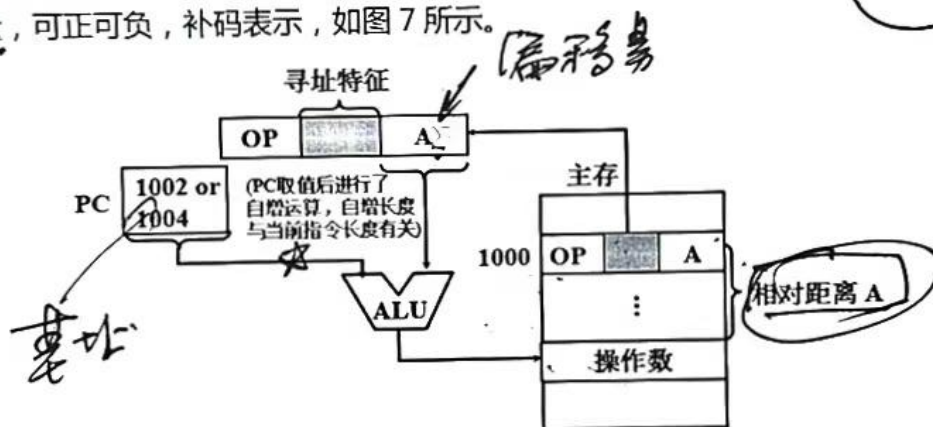 ，可正可负，补码表示，如图 7 所示。
偏移量
寻址特征
OP A
PC 1002 or
1004
(PC取值后进行了
自增运算，自增长度
与当前指令长度有关)
主存
1000 OP A
ALU
相对距离 A
⋮
操作数
基址